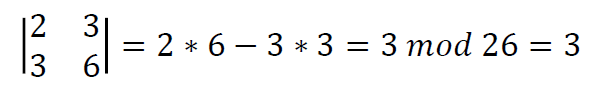 |2 3|
|3 6| = 2 * 6 − 3 * 3 = 3 mod 26 = 3